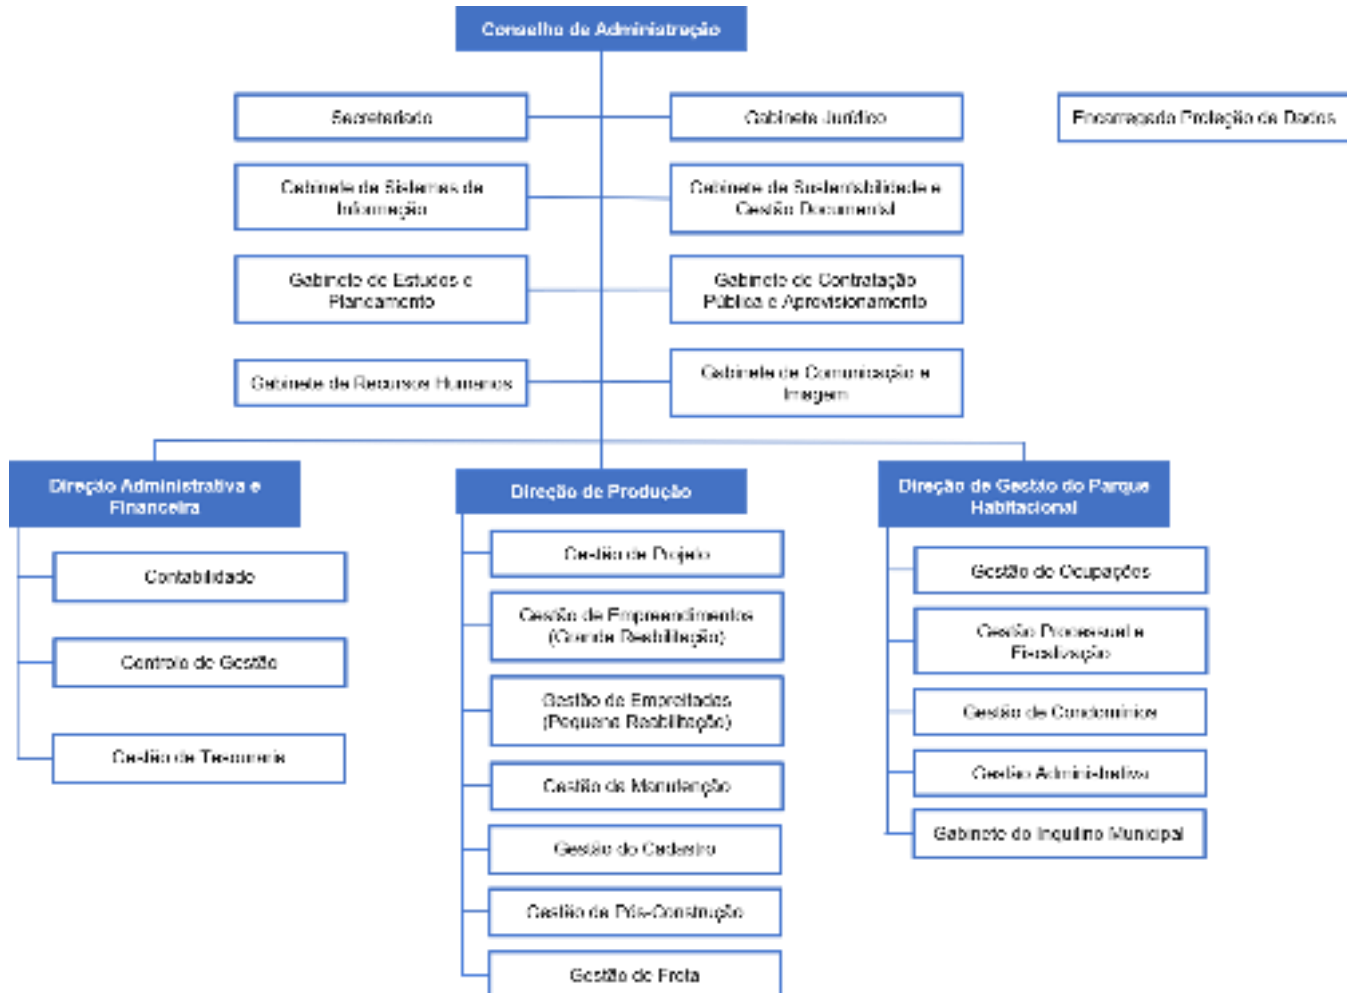 Conselho de Administração
Secretariado
Gabinete Jurídico
Encarregado Proteção de Dados
Gabinete de Sistemas de
Informação
Gabinete de Sustentabilidade e
Gestão Documental
Gabinete de Estudos e
Planeamento
Gabinete de Contratação
Pública e Aprovisionamento
Gabinete de Recursos Humanos
Gabinete de Comunicação e
Imagem
Direção Administrativa e
Financeira
Contabilidade
Controlo de Gestão
Gestão de Tesouraria
Direção de Produção
Gestão de Projeto
Gestão de Empreendimentos
(Grande Reabilitação)
Gestão de Empreitadas
(Pequena Reabilitação)
Gestão da Manutenção
Gestão do Cadastro
Gestão de Pós-Construção
Gestão de Frota
Direção de Gestão do Parque
Habitacional
Gestão de Ocupações
Gestão Processual e
Fiscalização
Gestão de Condomínios
Gestão Administrativa
Gabinete do Inquilino Municipal